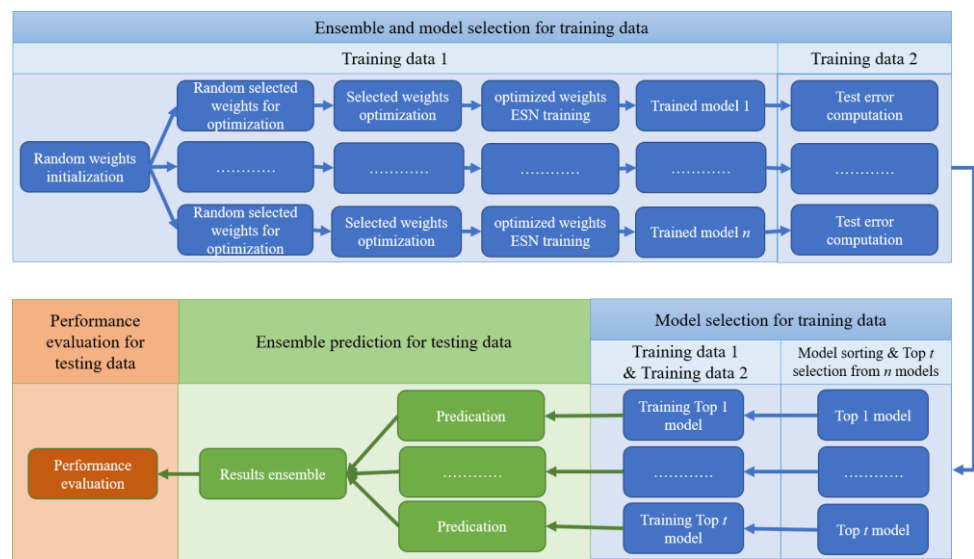 Ensemble and model selection for training data
Training data 1
Training data 2
Random selected
weights for
optimization
Selected weights
optimization
optimized weights
ESN training
Trained model 1
Test error
computation
Random weights
initialization
…………
…………
…………
…………
…………
Random selected
weights for
optimization
Selected weights
optimization
optimized weights
ESN training
Trained model n
Test error
computation
Performance
evaluation for
testing data
Ensemble prediction for testing data
Model selection for training data
Training data 1
& Training data 2
Model sorting & Top t
selection from n models
Predication
Training Top 1
model
Top 1 model
Performance
evaluation
Results ensemble
…………
…………
…………
Predication
Training Top t
model
Top t model